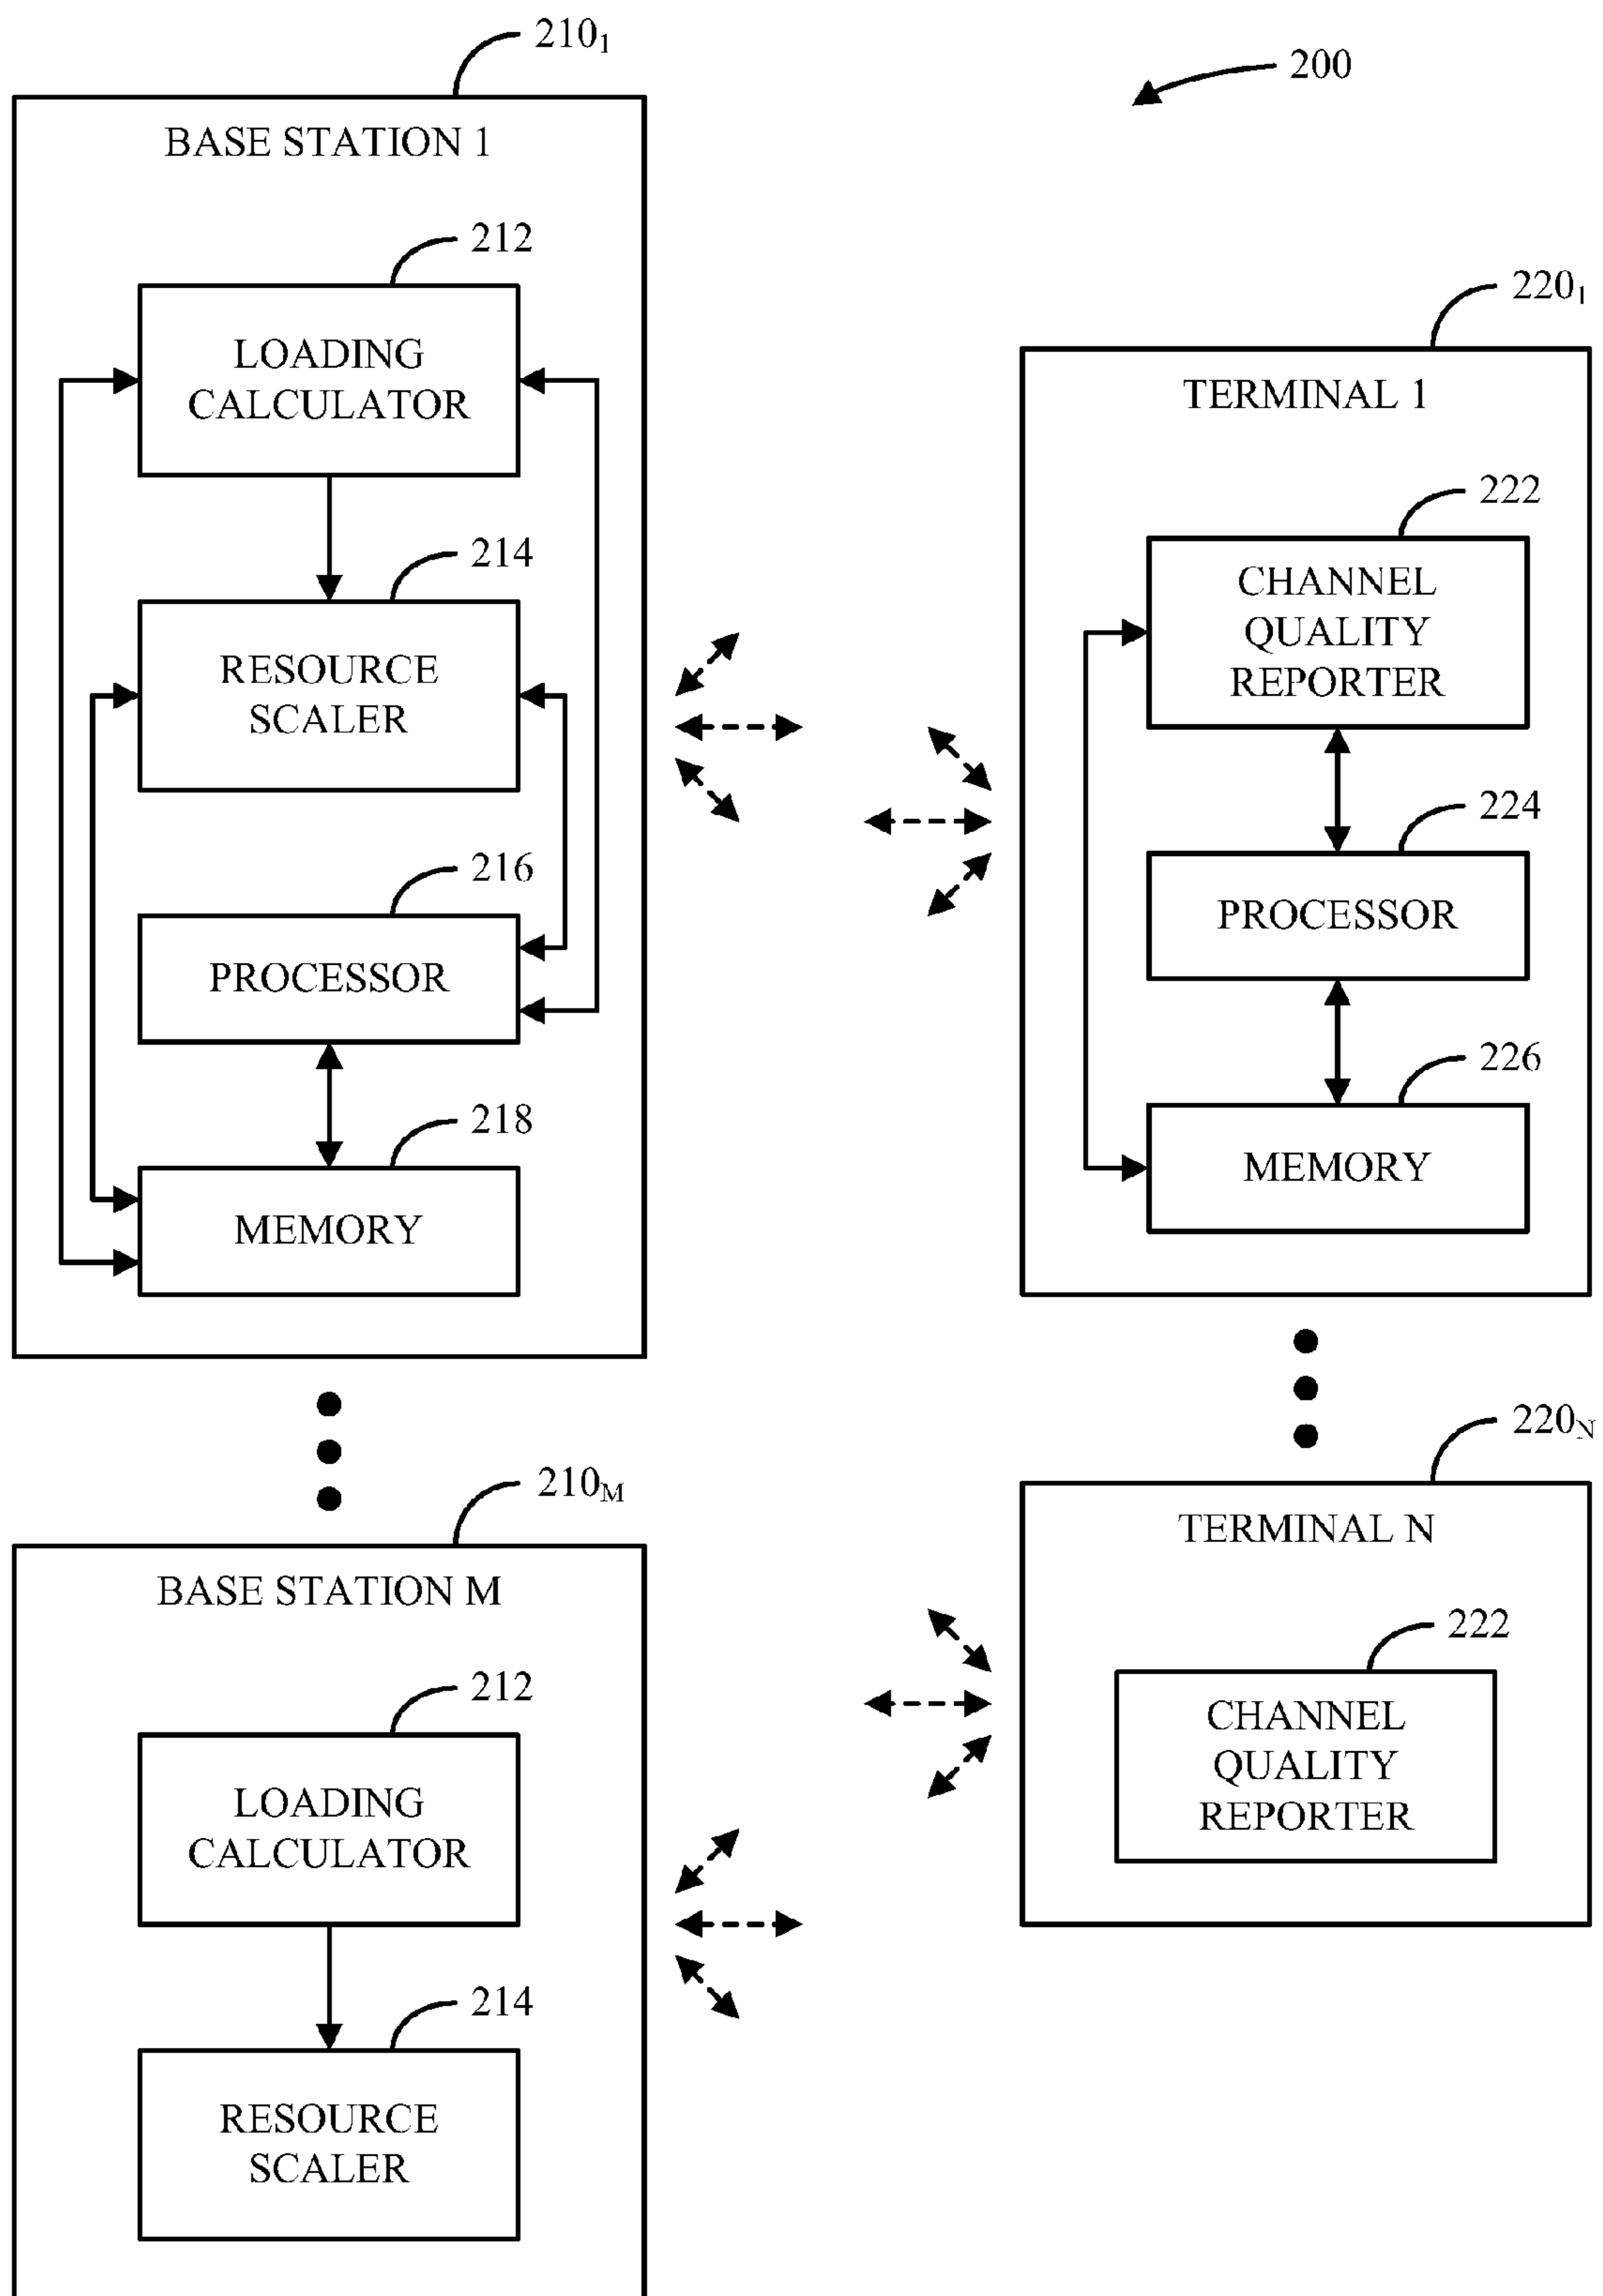 210₁
200
BASE STATION 1
212
LOADING
CALCULATOR
214
RESOURCE
SCALER
216
PROCESSOR
218
MEMORY
220₁
TERMINAL 1
222
CHANNEL
QUALITY
REPORTER
224
PROCESSOR
226
MEMORY
210M
BASE STATION M
212
LOADING
CALCULATOR
214
RESOURCE
SCALER
220N
TERMINAL N
222
CHANNEL
QUALITY
REPORTER